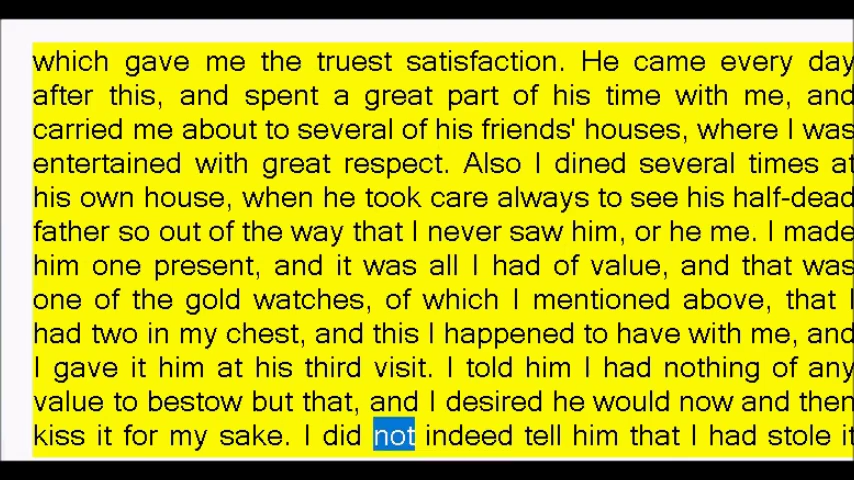 which gave me the truest satisfaction. He came every day
after this, and spent a great part of his time with me, and
carried me about to several of his friends' houses, where I was
entertained with great respect. Also I dined several times at
his own house, when he took care always to see his half-dead
father so out of the way that I never saw him, or he me. I made
him one present, and it was all I had of value, and that was
one of the gold watches, of which I mentioned above, that I
had two in my chest, and this I happened to have with me, and
I gave it him at his third visit. I told him I had nothing of any
value to bestow but that, and I desired he would now and then
kiss it for my sake. I did not indeed tell him that I had stole it